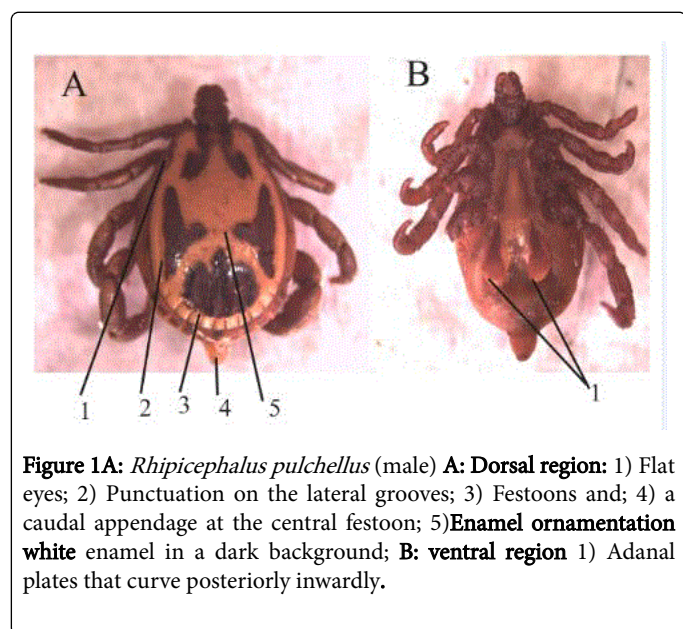 A
B
1 2 3 4 5
1
Figure 1A: Rhipicephalus pulchellus (male) A: Dorsal region: 1) Flat
eyes; 2) Punctuation on the lateral grooves; 3) Festoons and; 4) a
caudal appendage at the central festoon; 5)Enamel ornamentation
white enamel in a dark background; B: ventral region 1) Adanal
plates that curve posteriorly inwardly.